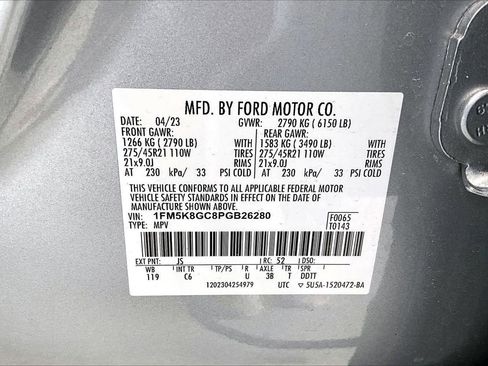 MFD. BY FORD MOTOR CO.
DATE: 04/23 GVWR: 2790 KG ( 6150 LB)
FRONT GAWR: REAR GAWR:
1266 KG ( 2790 LB) WITH 1583 KG ( 3490 LB) WITH
275/45R21 110W TIRES 275/45R21 110W TIRES
21x9.0J RIMS 21x9.0J RIMS
AT 230 kPa/ 33 PSI COLD AT 230 kPa/ 33 PSI COLD
THIS VEHICLE CONFORMS TO ALL APPLICABLE FEDERAL MOTOR
VEHICLE SAFETY STANDARDS IN EFFECT ON THE DATE OF
MANUFACTURE SHOWN ABOVE.
VIN: 1FM5K8GC8PGB26280 F0065
TYPE: MPV T0143
EXT PNT: JS RC: 52 DSO:
WB INT TR TP/PS R AXLE TR SPR
119 C6 U 3B T DDTT
1202304254979 UTC ▽ 5U5A-1520472-BA